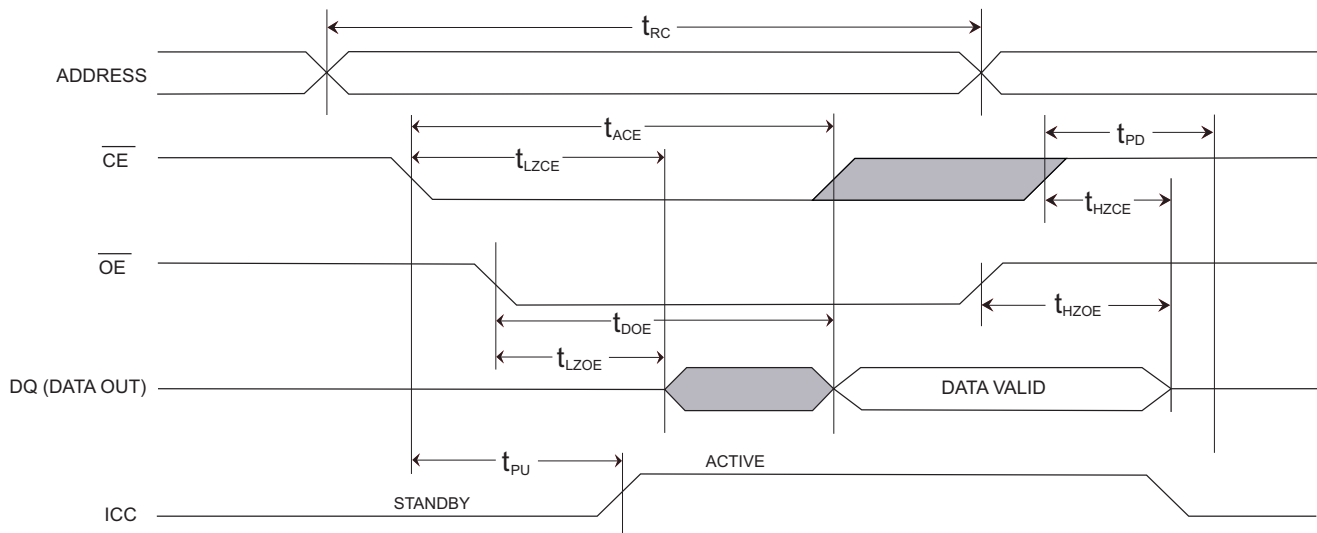 tRC
ADDRESS
tACE
tPD
CE
tLZCE
tHZCE
OE
tHZOE
tDOE
tLZOE
DQ (DATA OUT)
DATA VALID
tPU
ACTIVE
STANDBY
ICC